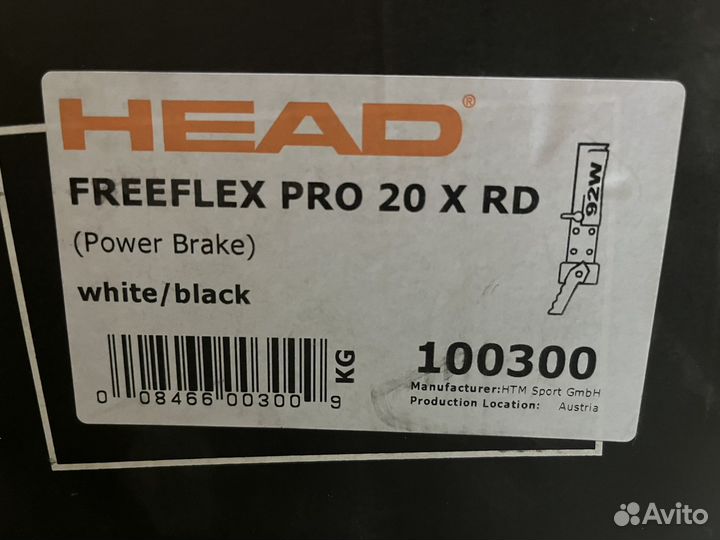 HEAD®
FREEFLEX PRO 20 X RD
(Power Brake)
white/black
92W
0 08466 00300 9
KG
100300
Manufacturer:HTM Sport GmbH
Production Location: Austria
Avito